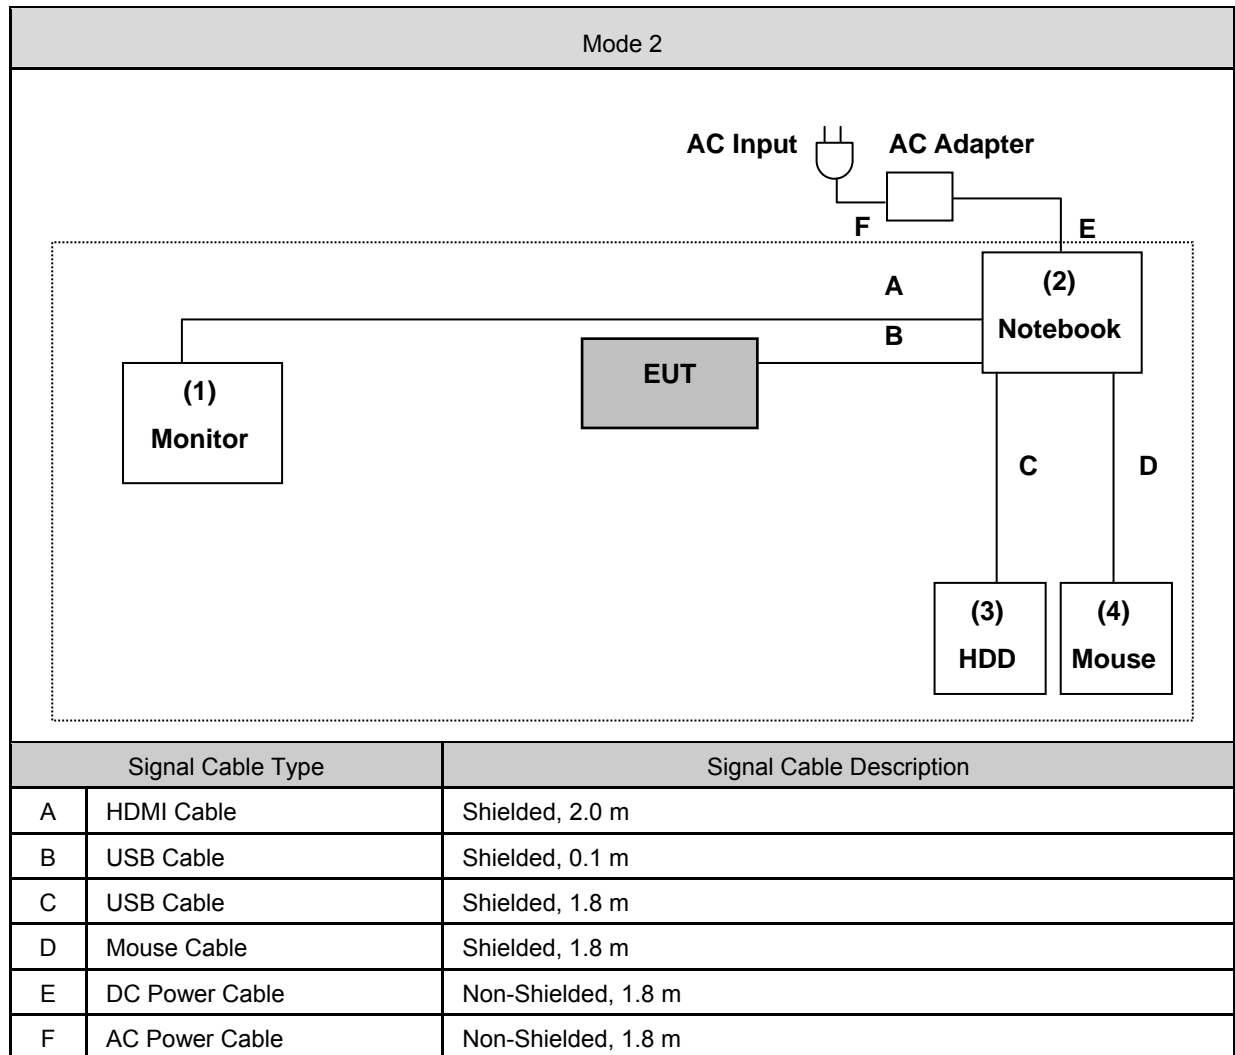 Mode 2
AC Input
AC Adapter
F
E
A
(2)
Notebook
B
EUT
(1)
Monitor
C
D
(3)
HDD
(4)
Mouse
Signal Cable Type Signal Cable Description
A HDMI Cable Shielded, 2.0 m
B USB Cable Shielded, 0.1 m
C USB Cable Shielded, 1.8 m
D Mouse Cable Shielded, 1.8 m
E DC Power Cable Non-Shielded, 1.8 m
F AC Power Cable Non-Shielded, 1.8 m